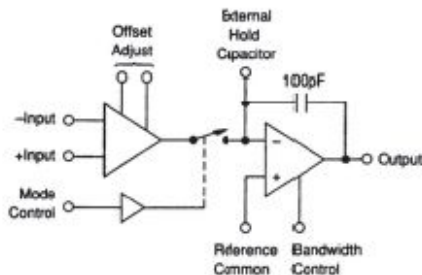 External
Offset
Hold
Adjust
Capacitor
100pF
–Input
+Input
–
+
Output
Mode
Control
Reference
Bandwidth
Common
Control